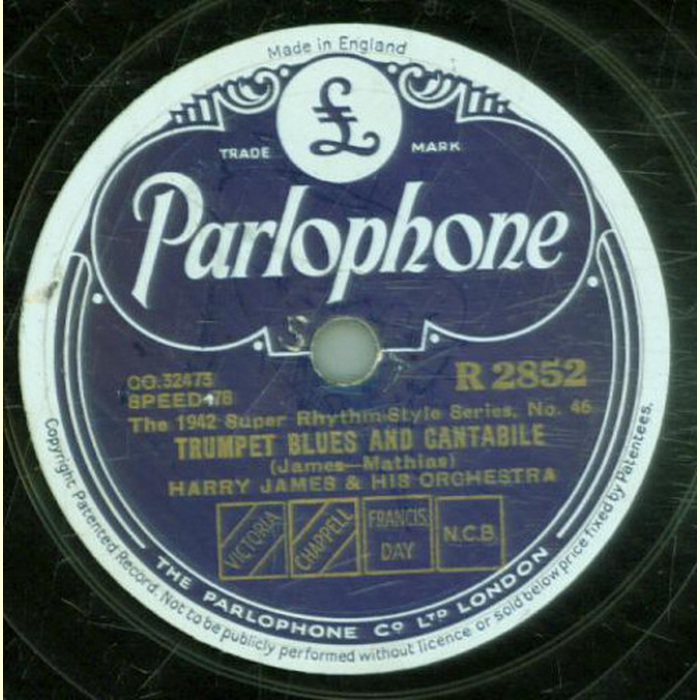 Made in England
£
TRADE MARK
Parlophone
CO.32473
R 2852
SPEED 78
The 1942 Super Rhythm-Style Series, No. 46
TRUMPET BLUES AND CANTABILE
(James—Mathias)
HARRY JAMES & HIS ORCHESTRA
VICTORIA
CHAPPELL
FRANCIS DAY
N.C.B
THE PARLOPHONE CO LTD LONDON
Copyright Patented Record. Not to be publicly performed without licence or sold below price fixed by Patentees.